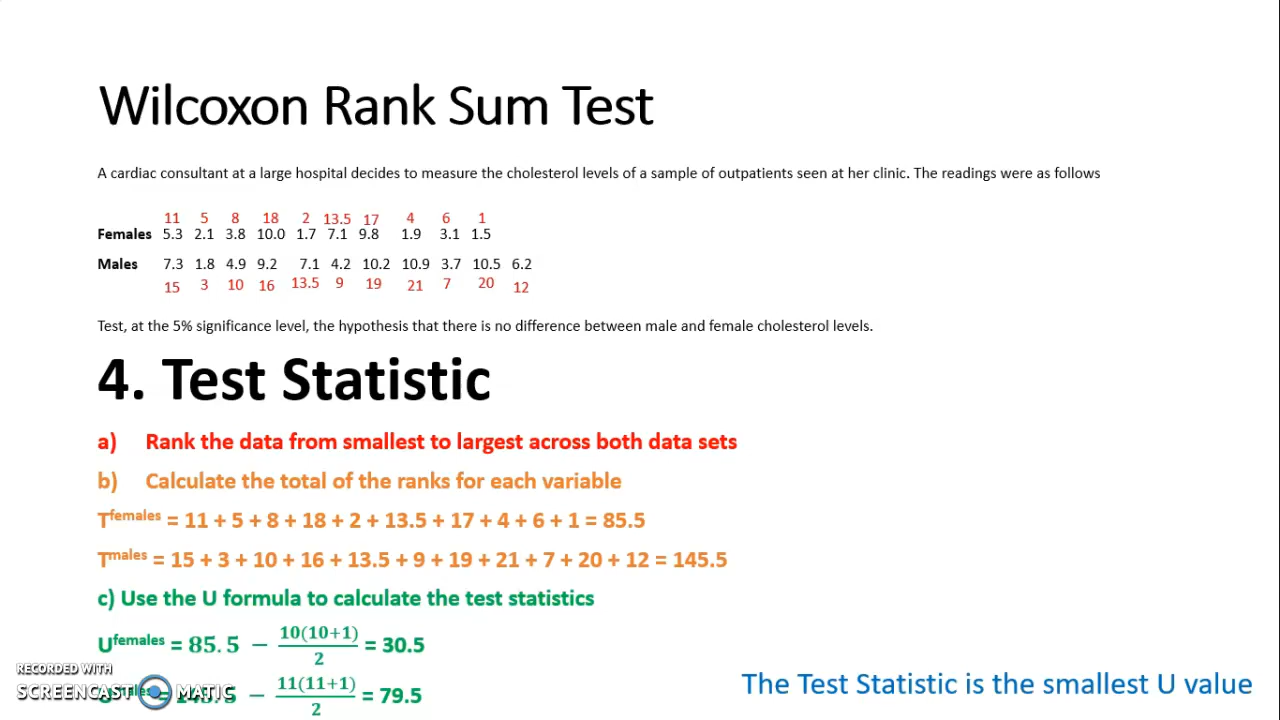 Wilcoxon Rank Sum Test
A cardiac consultant at a large hospital decides to measure the cholesterol levels of a sample of outpatients seen at her clinic. The readings were as follows
11 5 8 18 2 13.5 17 4 6 1
Females 5.3 2.1 3.8 10.0 1.7 7.1 9.8 1.9 3.1 1.5
Males 7.3 1.8 4.9 9.2 7.1 4.2 10.2 10.9 3.7 10.5 6.2
15 3 10 16 13.5 9 19 21 7 20 12
Test, at the 5% significance level, the hypothesis that there is no difference between male and female cholesterol levels.
4. Test Statistic
a) Rank the data from smallest to largest across both data sets
b) Calculate the total of the ranks for each variable
T^females = 11 + 5 + 8 + 18 + 2 + 13.5 + 17 + 4 + 6 + 1 = 85.5
T^males = 15 + 3 + 10 + 16 + 13.5 + 9 + 19 + 21 + 7 + 20 + 12 = 145.5
c) Use the U formula to calculate the test statistics
U^females = 85.5 − 10(10+1)/2 = 30.5
− 11(11+1)/2 = 79.5
The Test Statistic is the smallest U value
RECORDED WITH
SCREENCAST MATIC